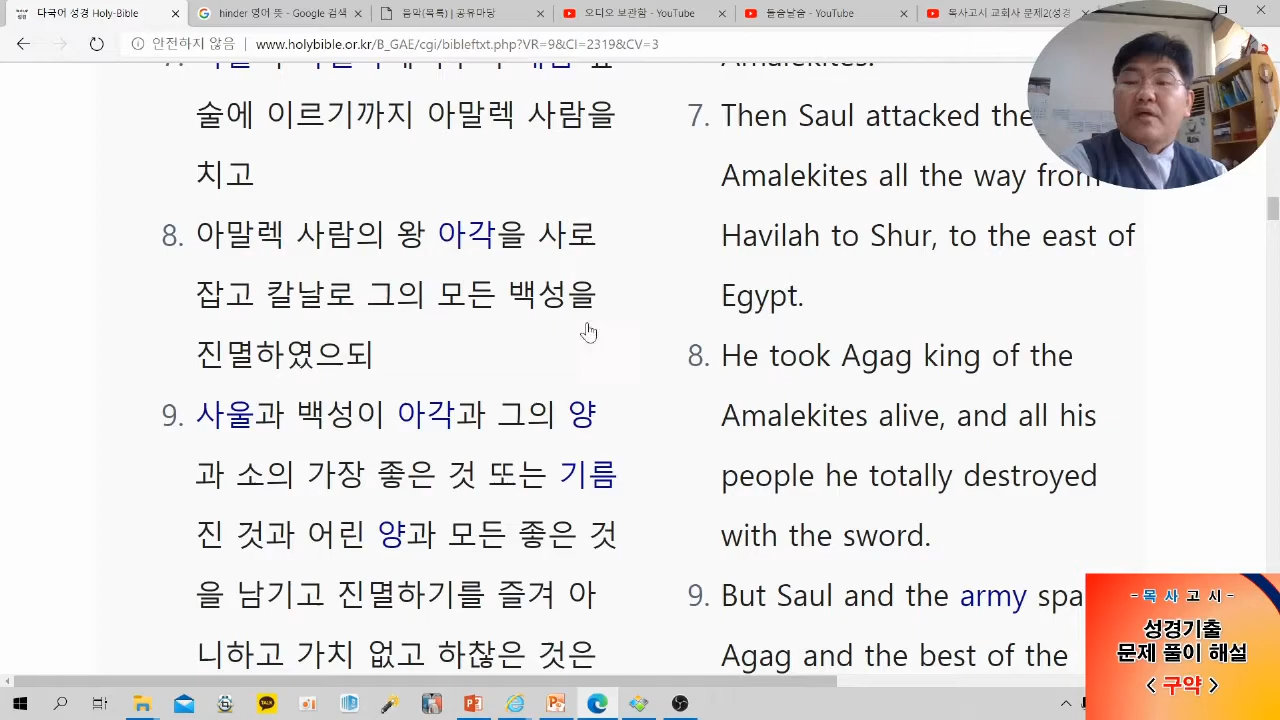 다국어 성경 Holy-Bible
hinder 영어 뜻 - Google 검색
음악(목록) | 공유마당
오디오 보관함 - YouTube
돌숨날숨 - YouTube
목사고시 교회사 문제2(성경
안전하지 않음
www.holybible.or.kr/B_GAE/cgi/bibleftxt.php?VR=9&CI=2319&CV=3
술에 이르기까지 아말렉 사람을
치고
8. 아말렉 사람의 왕 아각을 사로
잡고 칼날로 그의 모든 백성을
진멸하였으되
9. 사울과 백성이 아각과 그의 양
과 소의 가장 좋은 것 또는 기름
진 것과 어린 양과 모든 좋은 것
을 남기고 진멸하기를 즐겨 아
니하고 가치 없고 하찮은 것은
Amalekites.
7. Then Saul attacked the
Amalekites all the way from
Havilah to Shur, to the east of
Egypt.
8. He took Agag king of the
Amalekites alive, and all his
people he totally destroyed
with the sword.
9. But Saul and the army spa
Agag and the best of the
- 목 사 고 시 -
성경기출
문제 풀이 해설
< 구약 >